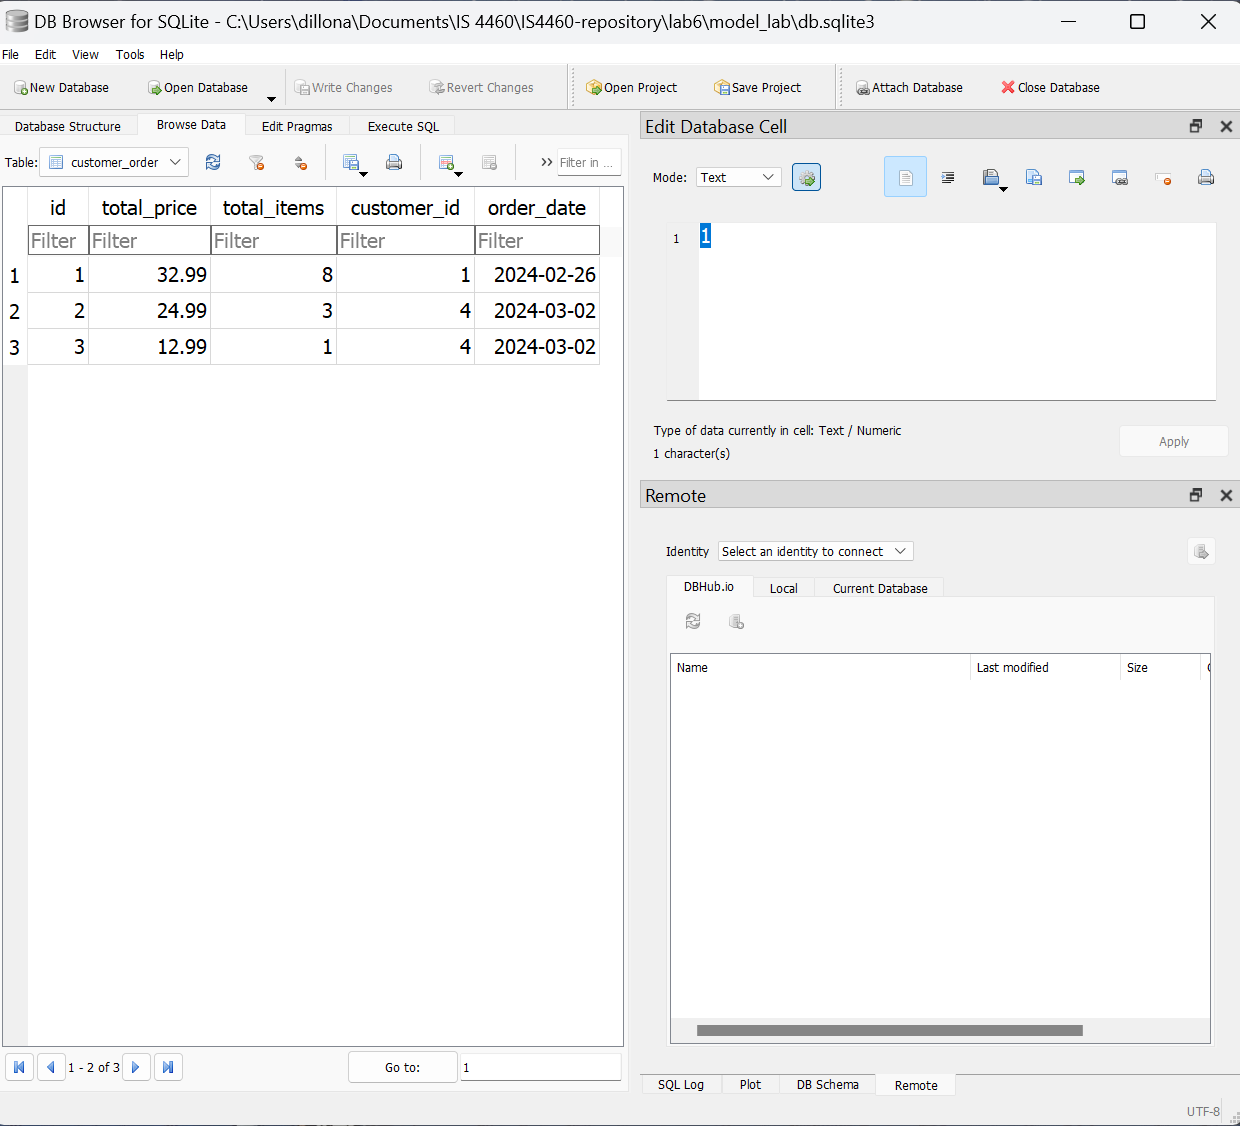 DB Browser for SQLite - C:\Users\dillona\Documents\IS 4460\IS4460-repository\lab6\model_lab\db.sqlite3
File Edit View Tools Help
New Database Open Database Write Changes Revert Changes Open Project Save Project Attach Database Close Database
Database Structure Browse Data Edit Pragmas Execute SQL
Table: customer_order Filter in ...
id total_price total_items customer_id order_date
Filter Filter Filter Filter Filter
1 1 32.99 8 1 2024-02-26
2 2 24.99 3 4 2024-03-02
3 3 12.99 1 4 2024-03-02
1 - 2 of 3 Go to: 1
Edit Database Cell
Mode: Text
1 1
Type of data currently in cell: Text / Numeric
1 character(s)
Apply
Remote
Identity Select an identity to connect
DBHub.io Local Current Database
Name Last modified Size
SQL Log Plot DB Schema Remote
UTF-8